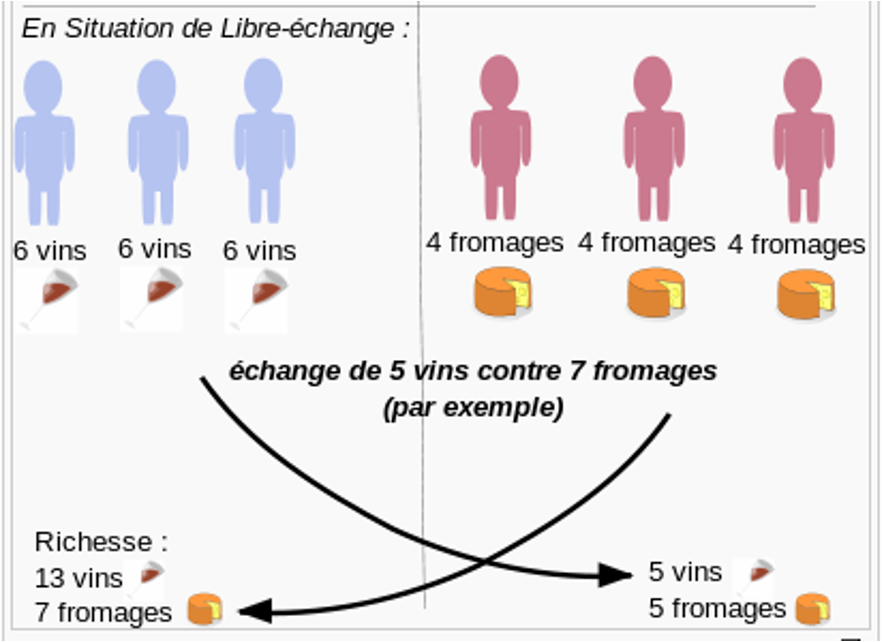 En Situation de Libre-échange :
6 vins 6 vins 6 vins
4 fromages 4 fromages 4 fromages
échange de 5 vins contre 7 fromages
(par exemple)
Richesse :
13 vins
7 fromages
5 vins
5 fromages